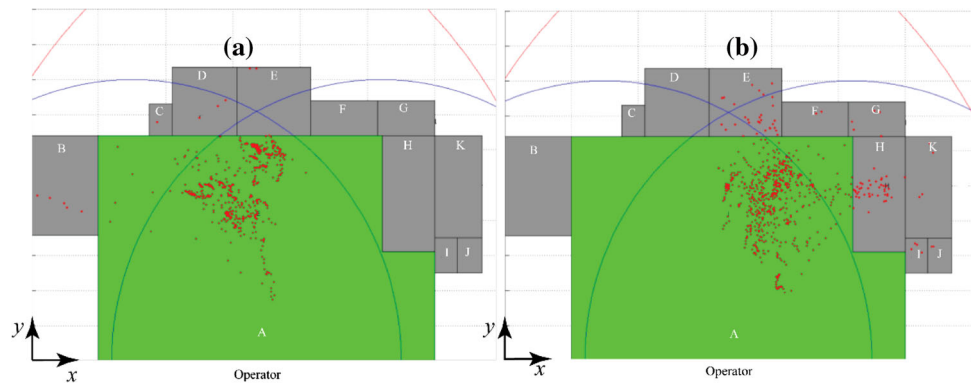 (a)
D E
C F G
B H K
I J
A
y
x
Operator
(b)
D E
C F G
B H K
I J
A
y
x
Operator